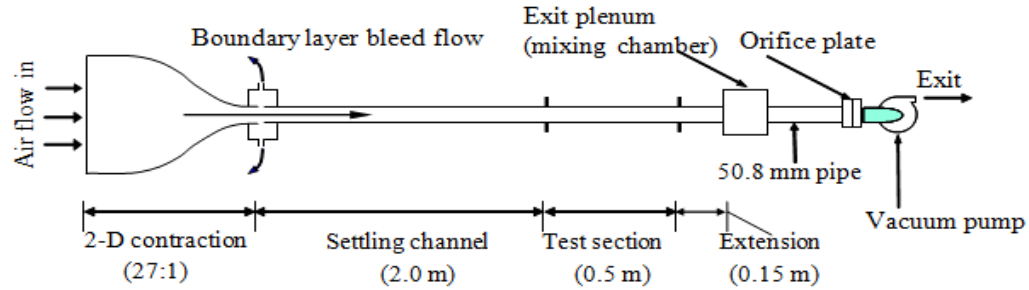 Boundary layer bleed flow
Exit plenum
(mixing chamber)
Orifice plate
Exit
Air flow in
50.8 mm pipe
Vacuum pump
2-D contraction
(27:1)
Settling channel
(2.0 m)
Test section
(0.5 m)
Extension
(0.15 m)